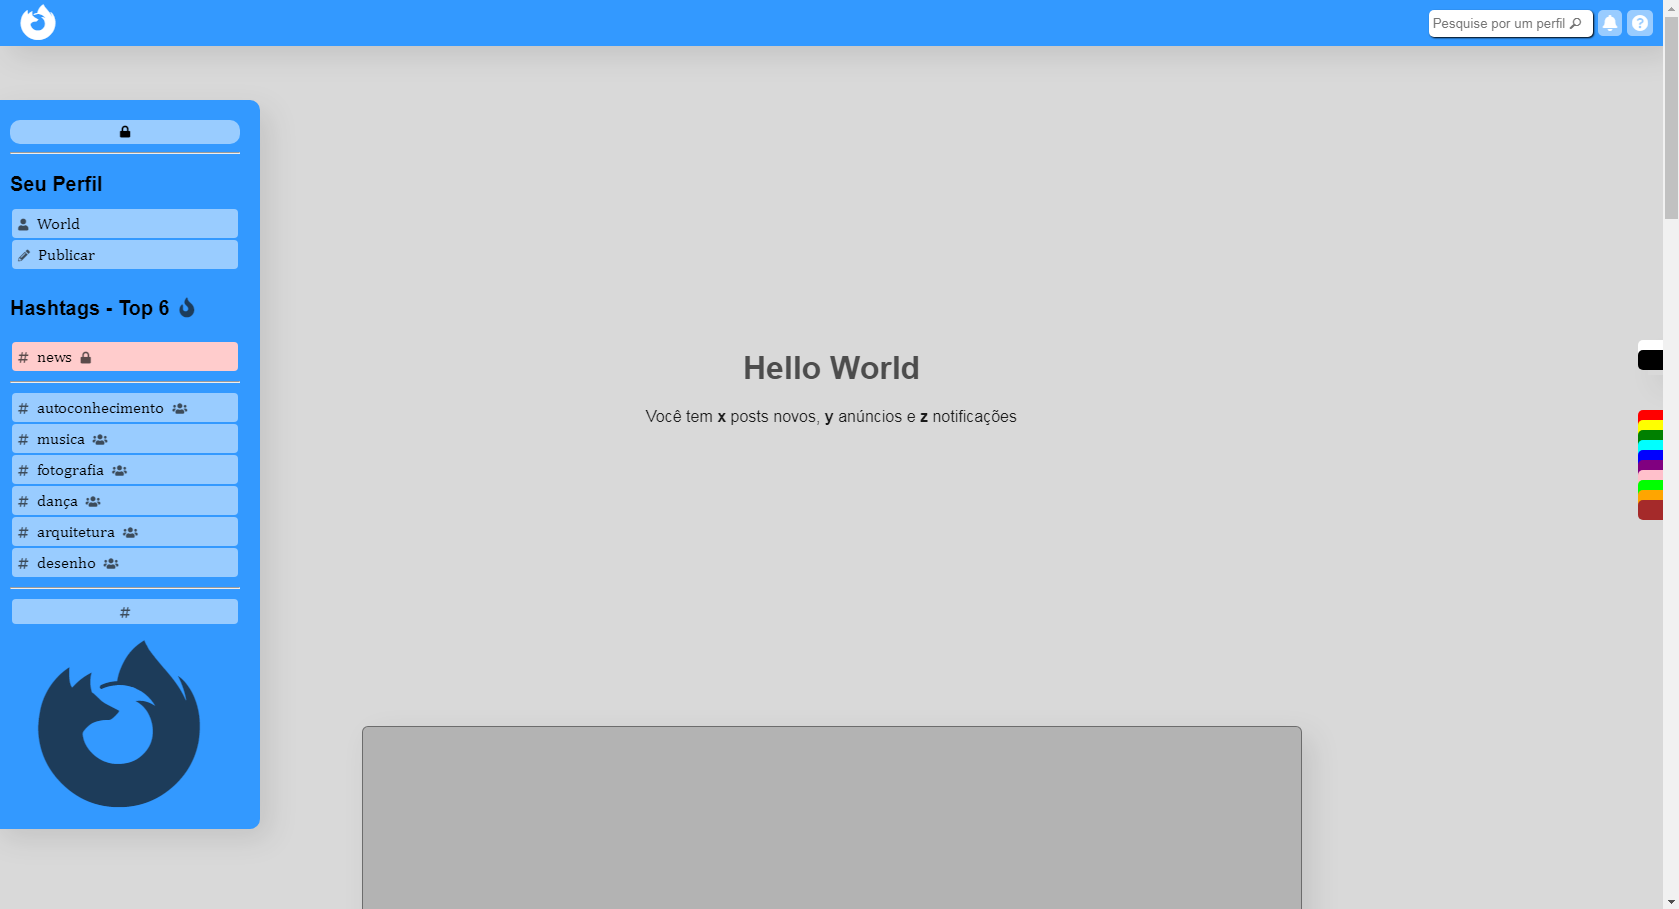 Pesquise por um perfil
?
Seu Perfil
World
Publicar
Hashtags - Top 6
# news
# autoconhecimento
# musica
# fotografia
# dança
# arquitetura
# desenho
#
Hello World
Você tem x posts novos, y anúncios e z notificações